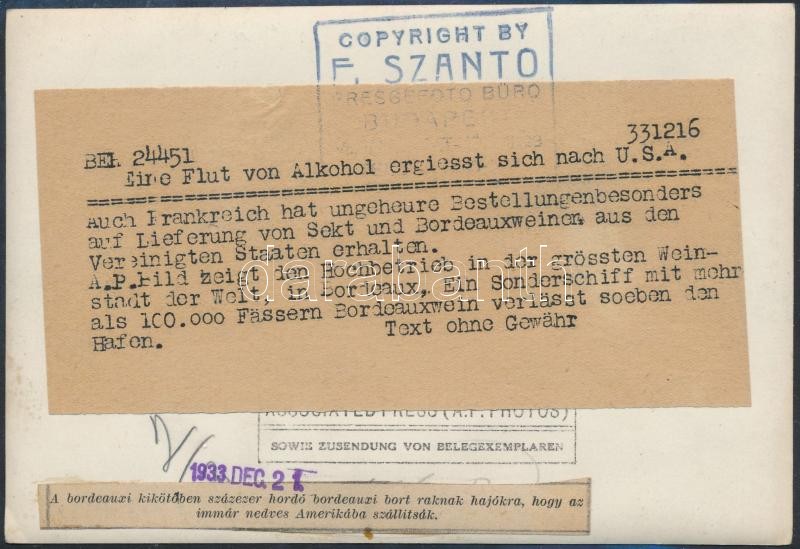 COPYRIGHT BY
F. SZANTO
PRESSEFOTO BÜRO
BUDAPEST
BER 24451
331216
Eine Flut von Alkohol ergiesst sich nach U.S.A.
Auch Frankreich hat ungeheure Bestellungenbesonders
auf Lieferung von Sekt und Bordeauxweinen aus den
Vereinigten Staaten erhalten.
A.P.Bild zeigt den Hochbetrieb in der grössten Wein-
stadt der Welt, in Bordeaux, Ein Sonderschiff mit mehr
als 100.000 Fässern Bordeauxwein verlässt soeben den
Hafen. Text ohne Gewähr
darabanth
ASSOCIATED PRESS (A.P. PHOTOS)
SOWIE ZUSENDUNG VON BELEGEXEMPLAREN
1933 DEC. 21
A bordeauxi kikötőben százezer hordó bordeauxi bort raknak hajókra, hogy az
immár nedves Amerikába szállitsák.